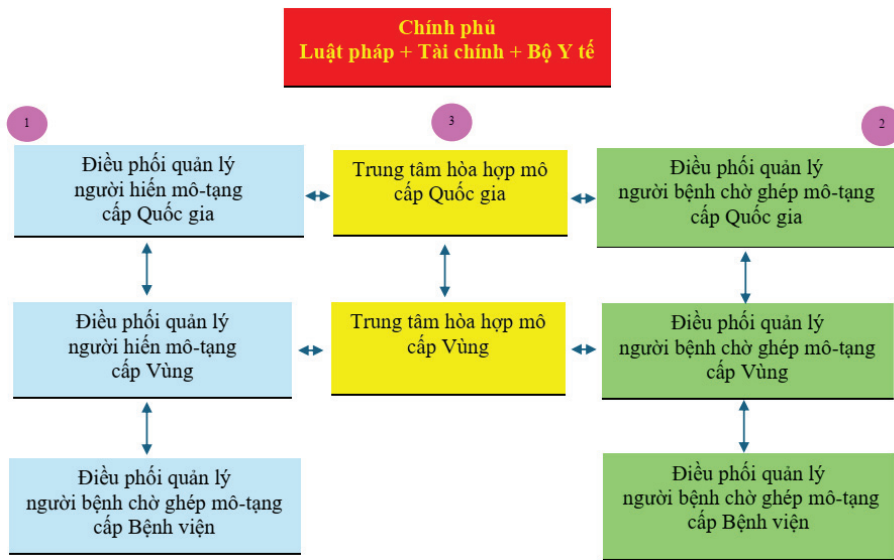 Chính phủ
Luật pháp + Tài chính + Bộ Y tế
1
3
2
Điều phối quản lý
người hiến mô-tạng
cấp Quốc gia
Trung tâm hòa hợp mô
cấp Quốc gia
Điều phối quản lý
người bệnh chờ ghép mô-tạng
cấp Quốc gia
Điều phối quản lý
người hiến mô-tạng
cấp Vùng
Trung tâm hòa hợp mô
cấp Vùng
Điều phối quản lý
người bệnh chờ ghép mô-tạng
cấp Vùng
Điều phối quản lý
người bệnh chờ ghép mô-tạng
cấp Bệnh viện
Điều phối quản lý
người bệnh chờ ghép mô-tạng
cấp Bệnh viện